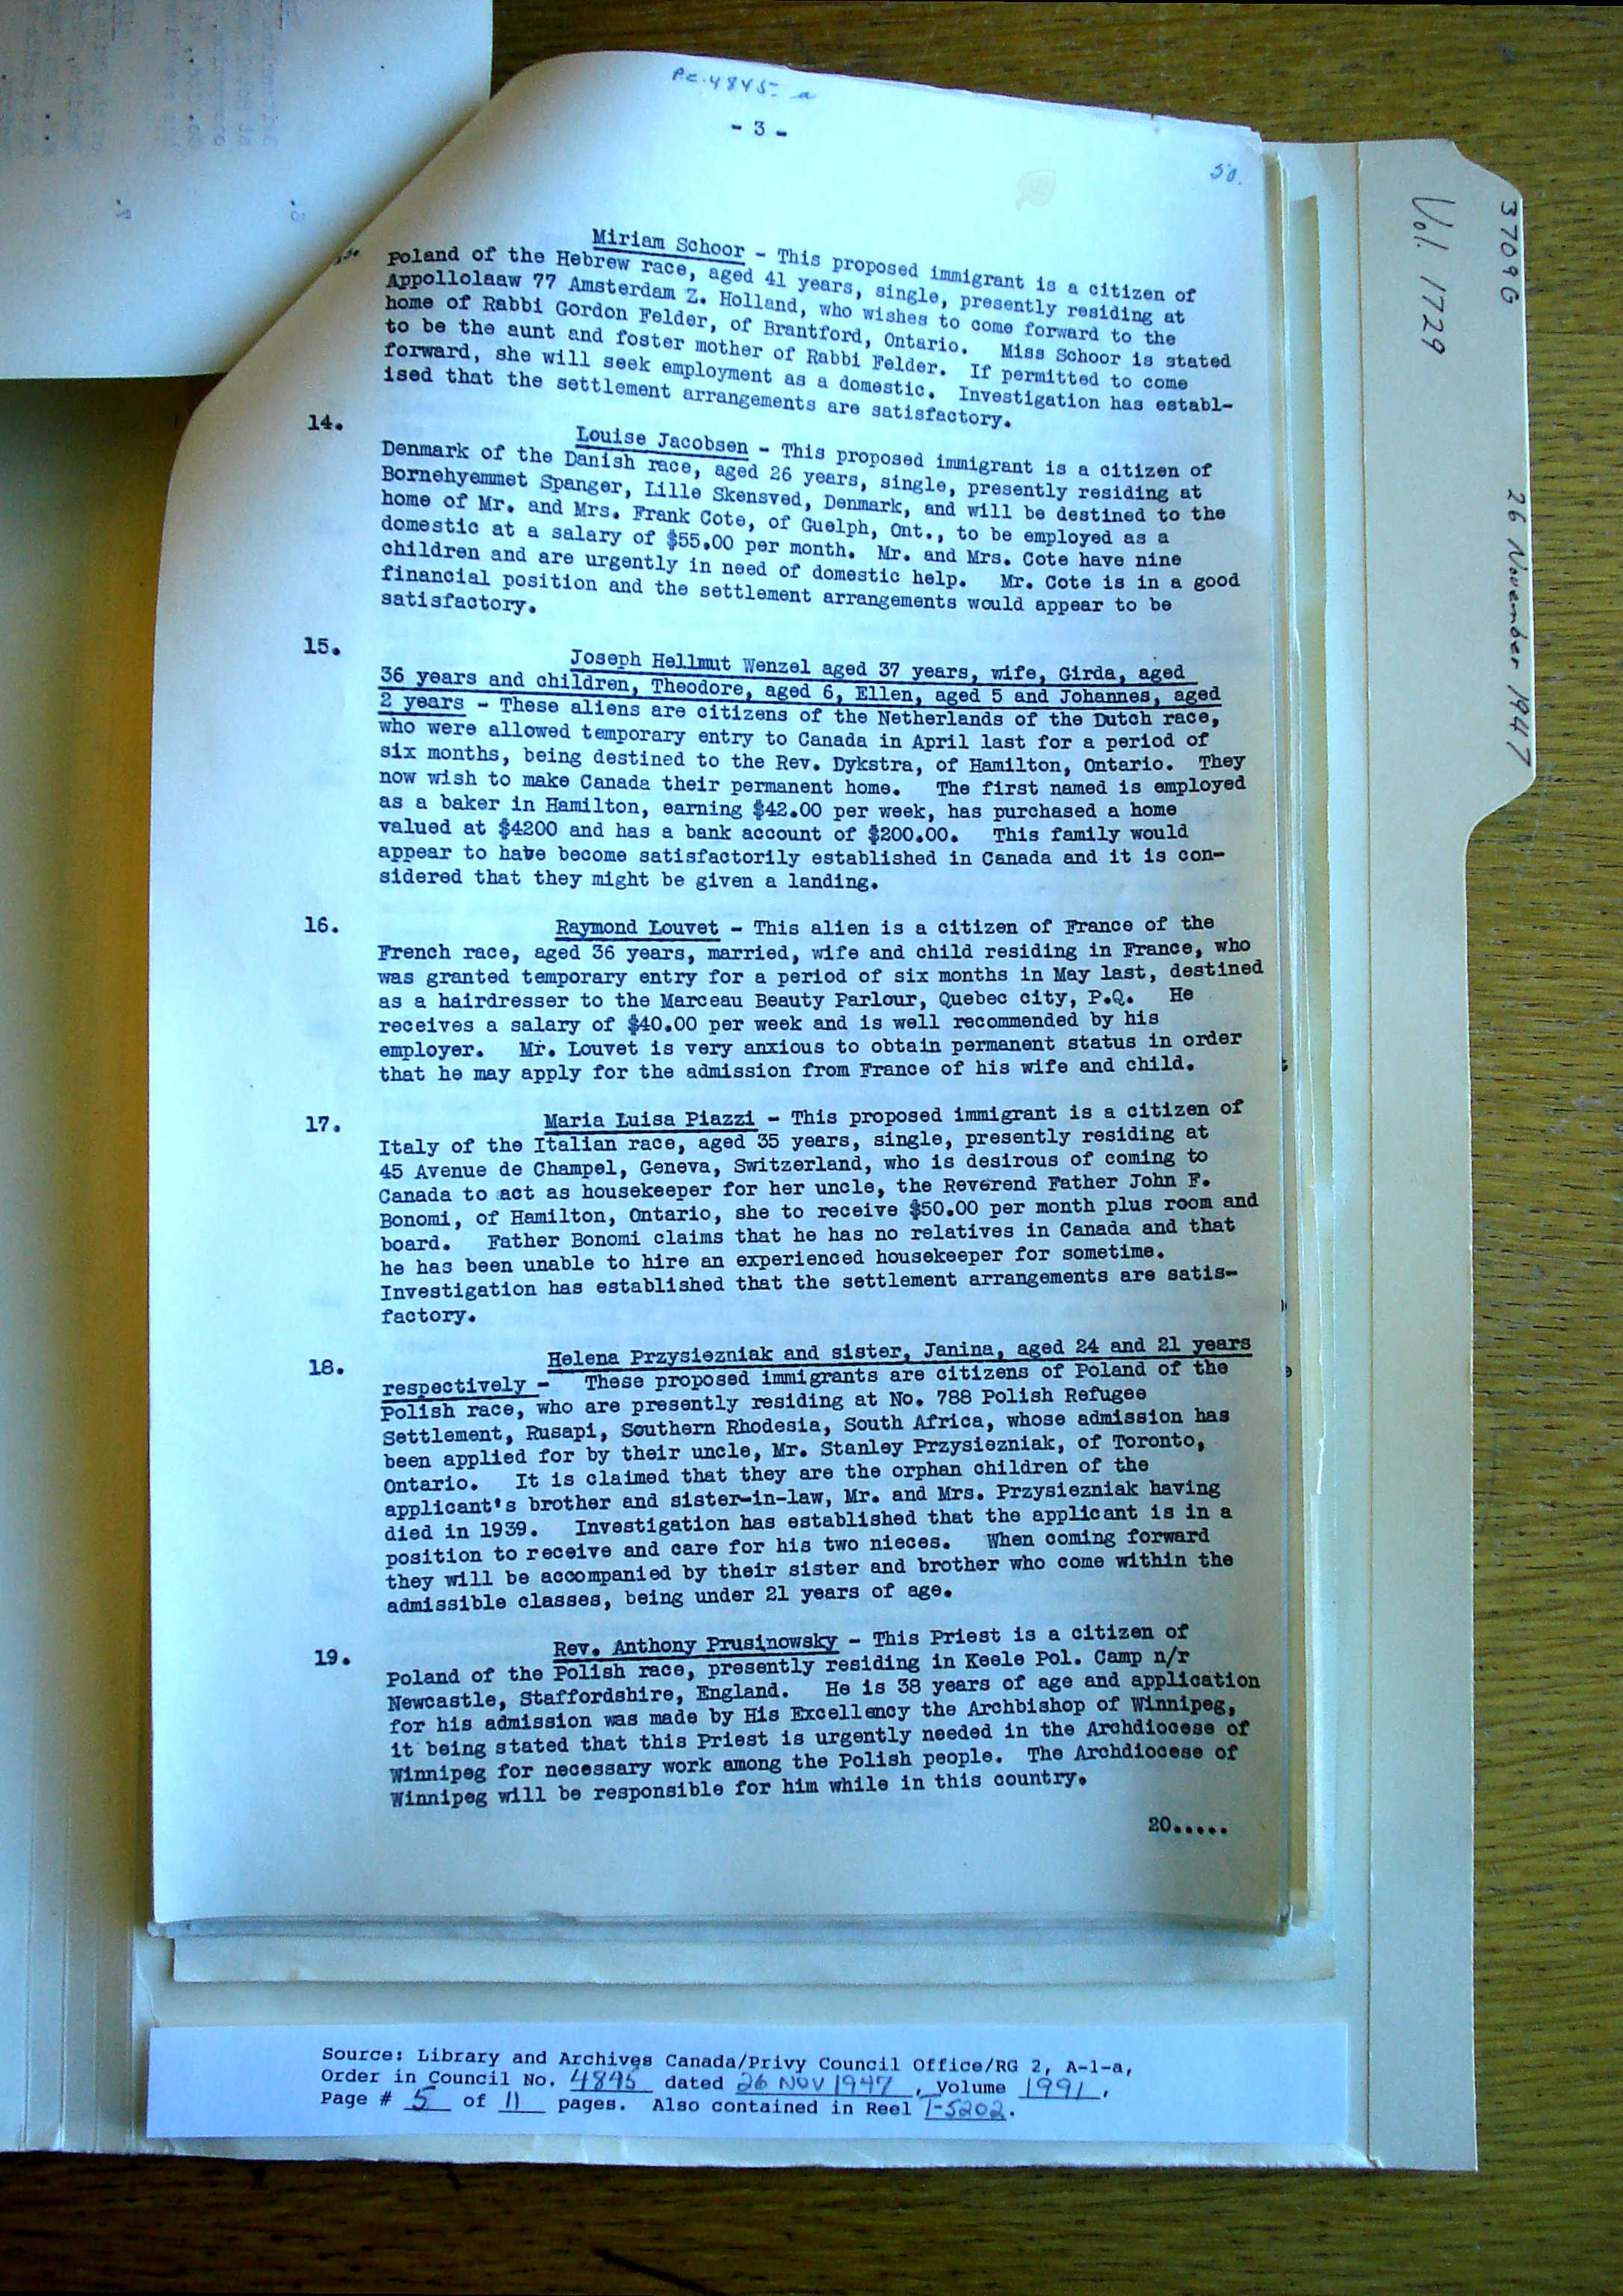 P.C. 4845 a
- 3 -
50.
13. Miriam Schoor - This proposed immigrant is a citizen of
Poland of the Hebrew race, aged 41 years, single, presently residing at
Appollolaaw 77 Amsterdam Z. Holland, who wishes to come forward to the
home of Rabbi Gordon Felder, of Brantford, Ontario. Miss Schoor is stated
to be the aunt and foster mother of Rabbi Felder. If permitted to come
forward, she will seek employment as a domestic. Investigation has establ-
ised that the settlement arrangements are satisfactory.
14. Louise Jacobsen - This proposed immigrant is a citizen of
Denmark of the Danish race, aged 26 years, single, presently residing at
Bornehyemmet Spanger, Lille Skensved, Denmark, and will be destined to the
home of Mr. and Mrs. Frank Cote, of Guelph, Ont., to be employed as a
domestic at a salary of $55.00 per month. Mr. and Mrs. Cote have nine
children and are urgently in need of domestic help. Mr. Cote is in a good
financial position and the settlement arrangements would appear to be
satisfactory.
15. Joseph Hellmut Wenzel aged 37 years, wife, Girda, aged
36 years and children, Theodore, aged 6, Ellen, aged 5 and Johannes, aged
2 years - These aliens are citizens of the Netherlands of the Dutch race,
who were allowed temporary entry to Canada in April last for a period of
six months, being destined to the Rev. Dykstra, of Hamilton, Ontario. They
now wish to make Canada their permanent home. The first named is employed
as a baker in Hamilton, earning $42.00 per week, has purchased a home
valued at $4200 and has a bank account of $200.00. This family would
appear to have become satisfactorily established in Canada and it is con-
sidered that they might be given a landing.
16. Raymond Louvet - This alien is a citizen of France of the
French race, aged 36 years, married, wife and child residing in France, who
was granted temporary entry for a period of six months in May last, destined
as a hairdresser to the Marceau Beauty Parlour, Quebec city, P.Q. He
receives a salary of $40.00 per week and is well recommended by his
employer. Mr. Louvet is very anxious to obtain permanent status in order
that he may apply for the admission from France of his wife and child.
17. Maria Luisa Piazzi - This proposed immigrant is a citizen of
Italy of the Italian race, aged 35 years, single, presently residing at
45 Avenue de Champel, Geneva, Switzerland, who is desirous of coming to
Canada to act as housekeeper for her uncle, the Reverend Father John F.
Bonomi, of Hamilton, Ontario, she to receive $50.00 per month plus room and
board. Father Bonomi claims that he has no relatives in Canada and that
he has been unable to hire an experienced housekeeper for sometime.
Investigation has established that the settlement arrangements are satis-
factory.
18. Helena Przysiezniak and sister, Janina, aged 24 and 21 years
respectively - These proposed immigrants are citizens of Poland of the
Polish race, who are presently residing at No. 788 Polish Refugee
Settlement, Rusapi, Southern Rhodesia, South Africa, whose admission has
been applied for by their uncle, Mr. Stanley Przysiezniak, of Toronto,
Ontario. It is claimed that they are the orphan children of the
applicant's brother and sister-in-law, Mr. and Mrs. Przysiezniak having
died in 1939. Investigation has established that the applicant is in a
position to receive and care for his two nieces. When coming forward
they will be accompanied by their sister and brother who come within the
admissible classes, being under 21 years of age.
19. Rev. Anthony Prusinowsky - This Priest is a citizen of
Poland of the Polish race, presently residing in Keele Pol. Camp n/r
Newcastle, Staffordshire, England. He is 38 years of age and application
for his admission was made by His Excellency the Archbishop of Winnipeg,
it being stated that this Priest is urgently needed in the Archdiocese of
Winnipeg for necessary work among the Polish people. The Archdiocese of
Winnipeg will be responsible for him while in this country.
20.....
3709G
Vol. 1729
26 November 1947
Source: Library and Archives Canada/Privy Council Office/RG 2, A-1-a,
Order in Council No. 4845 dated 26 NOV 1947, Volume 1991,
Page # 5 of 11 pages. Also contained in Reel T-5202.